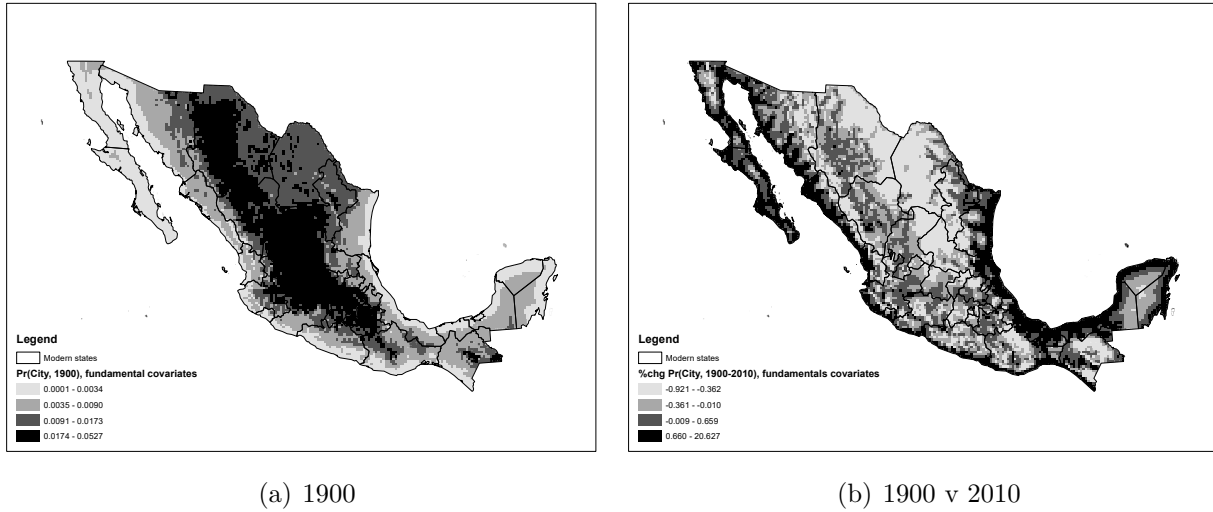 Legend
Modern states
Pr(City, 1900), fundamental covariates
0.0001 - 0.0034
0.0035 - 0.0090
0.0091 - 0.0173
0.0174 - 0.0527
(a) 1900
Legend
Modern states
%chg Pr(City, 1900-2010), fundamentals covariates
-0.921 - -0.362
-0.361 - -0.010
-0.009 - 0.659
0.660 - 20.627
(b) 1900 v 2010